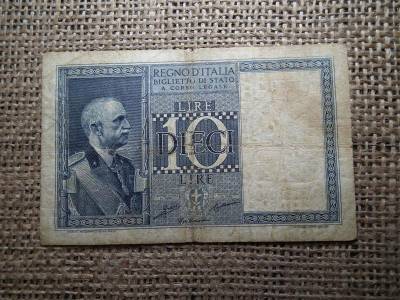 REGNO D'ITALIA
BIGLIETTO DI STATO
A CORSO LEGALE
LIRE
10
DIECI
LIRE